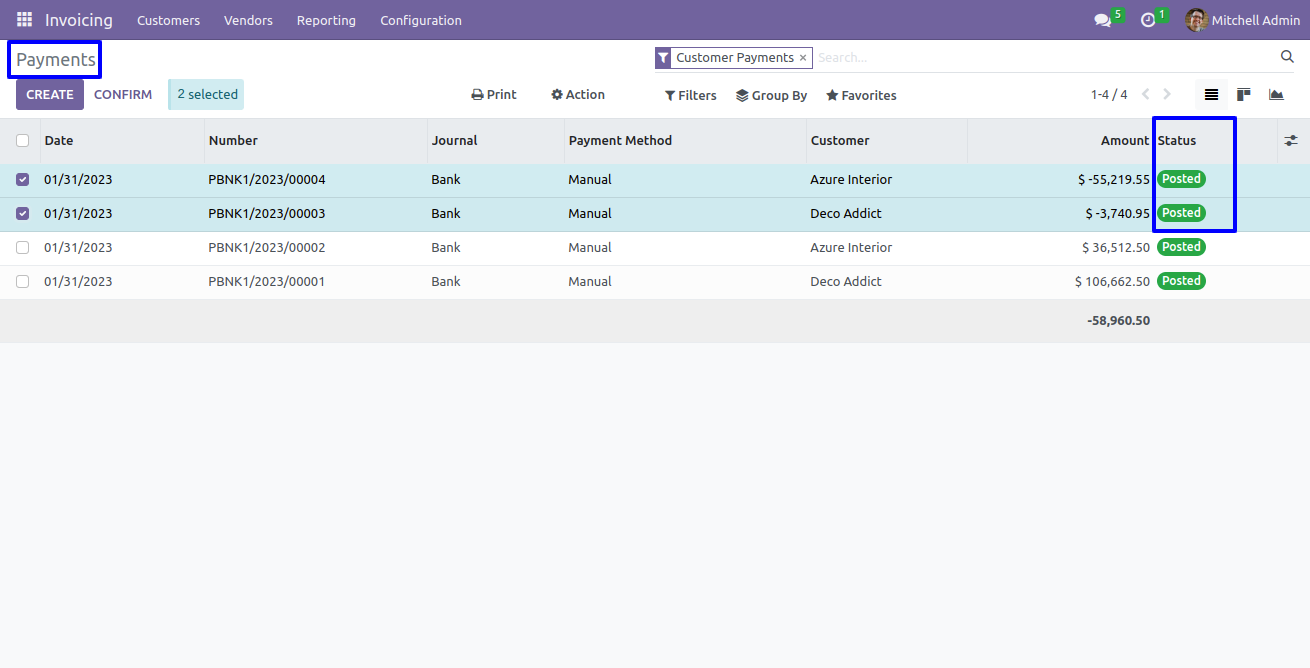 Invoicing Customers Vendors Reporting Configuration 5 1 Mitchell Admin
Payments Customer Payments × Search...
CREATE CONFIRM 2 selected Print Action Filters Group By Favorites 1-4 / 4
Date Number Journal Payment Method Customer Amount Status
01/31/2023 PBNK1/2023/00004 Bank Manual Azure Interior $ -55,219.55 Posted
01/31/2023 PBNK1/2023/00003 Bank Manual Deco Addict $ -3,740.95 Posted
01/31/2023 PBNK1/2023/00002 Bank Manual Azure Interior $ 36,512.50 Posted
01/31/2023 PBNK1/2023/00001 Bank Manual Deco Addict $ 106,662.50 Posted
-58,960.50